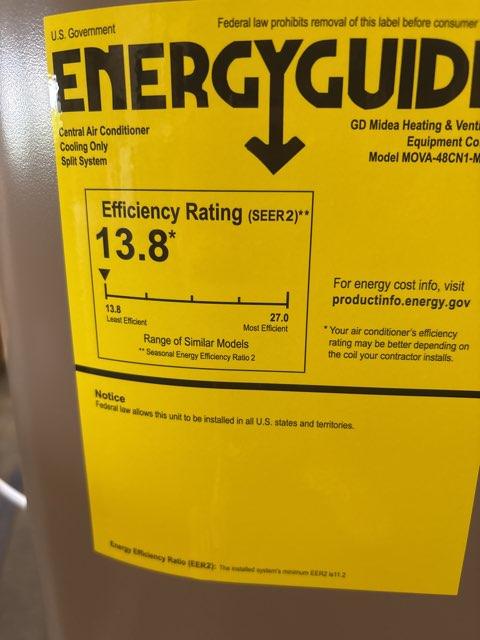 U.S. Government
Federal law prohibits removal of this label before consumer
ENERGYGUID
Central Air Conditioner
Cooling Only
Split System
GD Midea Heating &
Equipment
Model MOVA-48CN1-M
Efficiency Rating (SEER2)**
13.8*
13.8
Least Efficient
27.0
Most Efficient
Range of Similar Models
** Seasonal Energy Efficiency Ratio 2
For energy cost info, visit
productinfo.energy.gov
* Your air conditioner's efficiency
rating may be better depending on
the coil your contractor installs.
Notice
Federal law allows this unit to be installed in all U.S. states and territories.
Energy Efficiency Ratio (EER2): The installed system's minimum EER2 is11.2